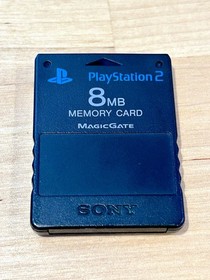 PlayStation 2
8MB
MEMORY CARD
MAGICGATE
SONY